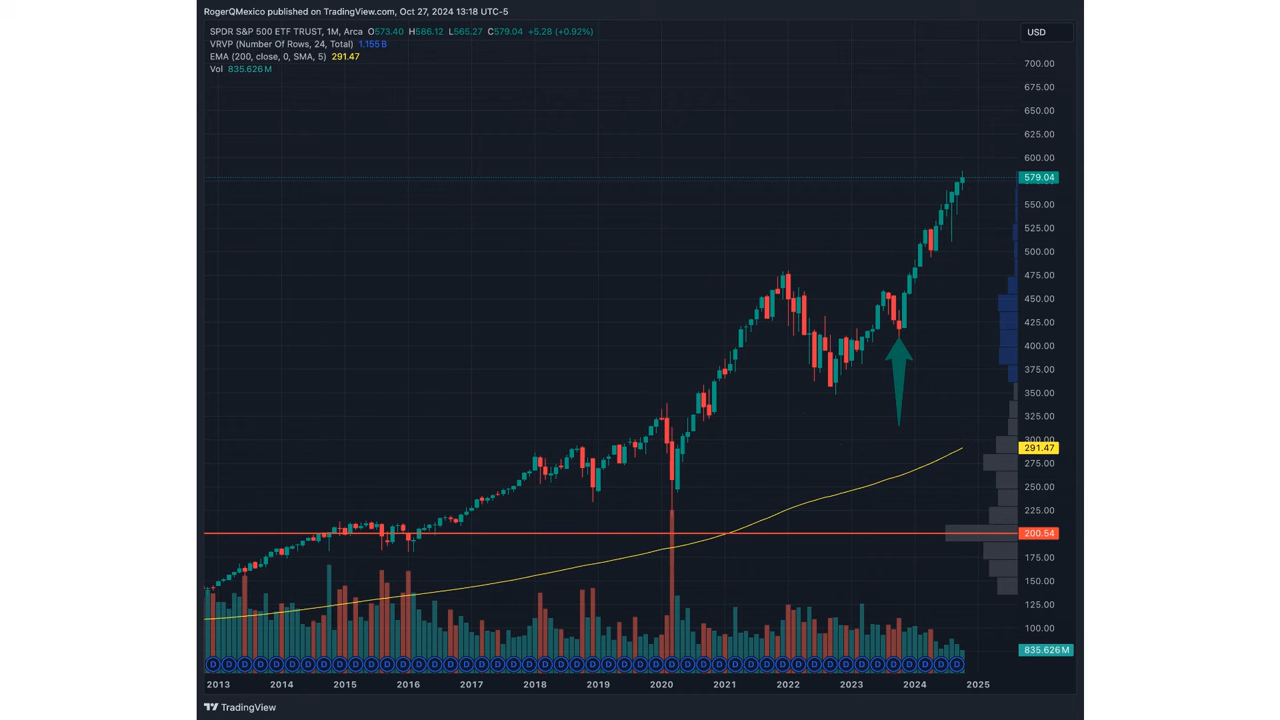 RogerQMexico published on TradingView.com, Oct 27, 2024 13:18 UTC-5
SPDR S&P 500 ETF TRUST, 1M, Arca O573.40 H586.12 L565.27 C579.04 +5.28 (+0.92%)
USD
VRVP (Number Of Rows, 24, Total) 1.155B
EMA (200, close, 0, SMA, 5) 291.47
Vol 835.626M
700.00
675.00
650.00
625.00
600.00
579.04
550.00
525.00
500.00
475.00
450.00
425.00
400.00
375.00
350.00
325.00
300.00
291.47
275.00
250.00
225.00
200.54
175.00
150.00
125.00
100.00
835.626M
D D D D D D D D D D D D D D D D D D D D D D D D D D D D D D D D D D D D D D D D D D D D D D D D
2013 2014 2015 2016 2017 2018 2019 2020 2021 2022 2023 2024 2025
TradingView